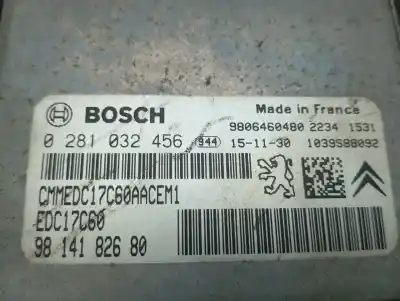 BOSCH
Made in France
0 281 032 456 944
9806460480 2234 1531
15-11-30 1039S88092
CMMEDC17C60AACEM1
EDC17C60
98 141 826 80